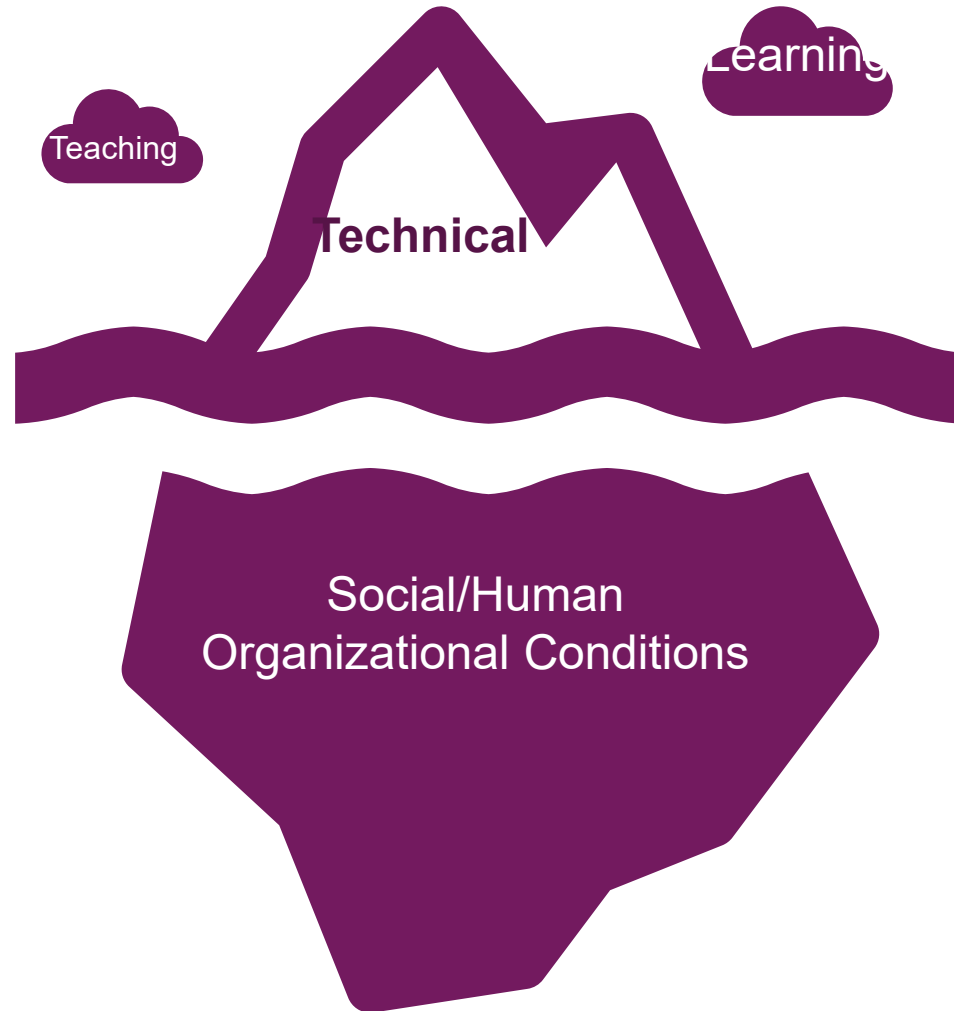 Learning
Teaching
Technical
Social/Human
Organizational Conditions